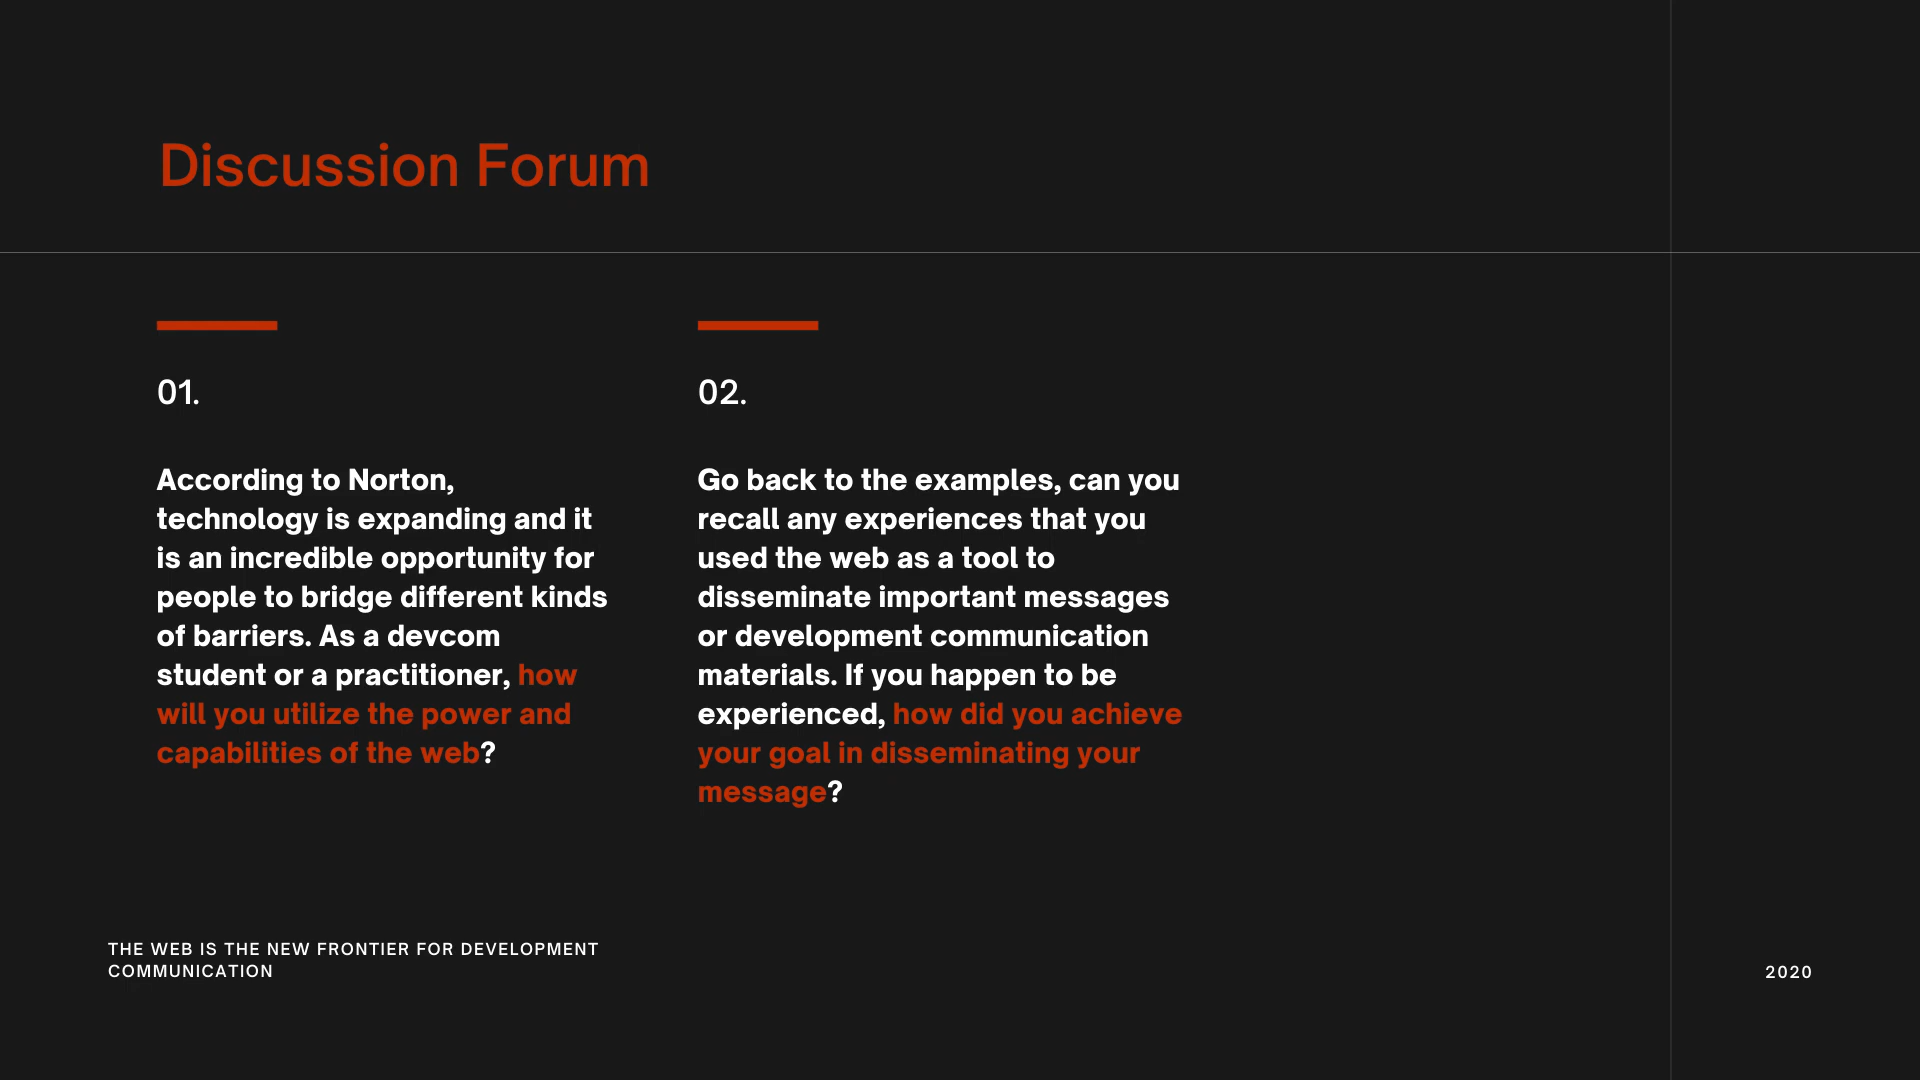 Discussion Forum
01.
According to Norton,
technology is expanding and it
is an incredible opportunity for
people to bridge different kinds
of barriers. As a devcom
student or a practitioner, how
will you utilize the power and
capabilities of the web?
02.
Go back to the examples, can you
recall any experiences that you
used the web as a tool to
disseminate important messages
or development communication
materials. If you happen to be
experienced, how did you achieve
your goal in disseminating your
message?
THE WEB IS THE NEW FRONTIER FOR DEVELOPMENT
COMMUNICATION
2020